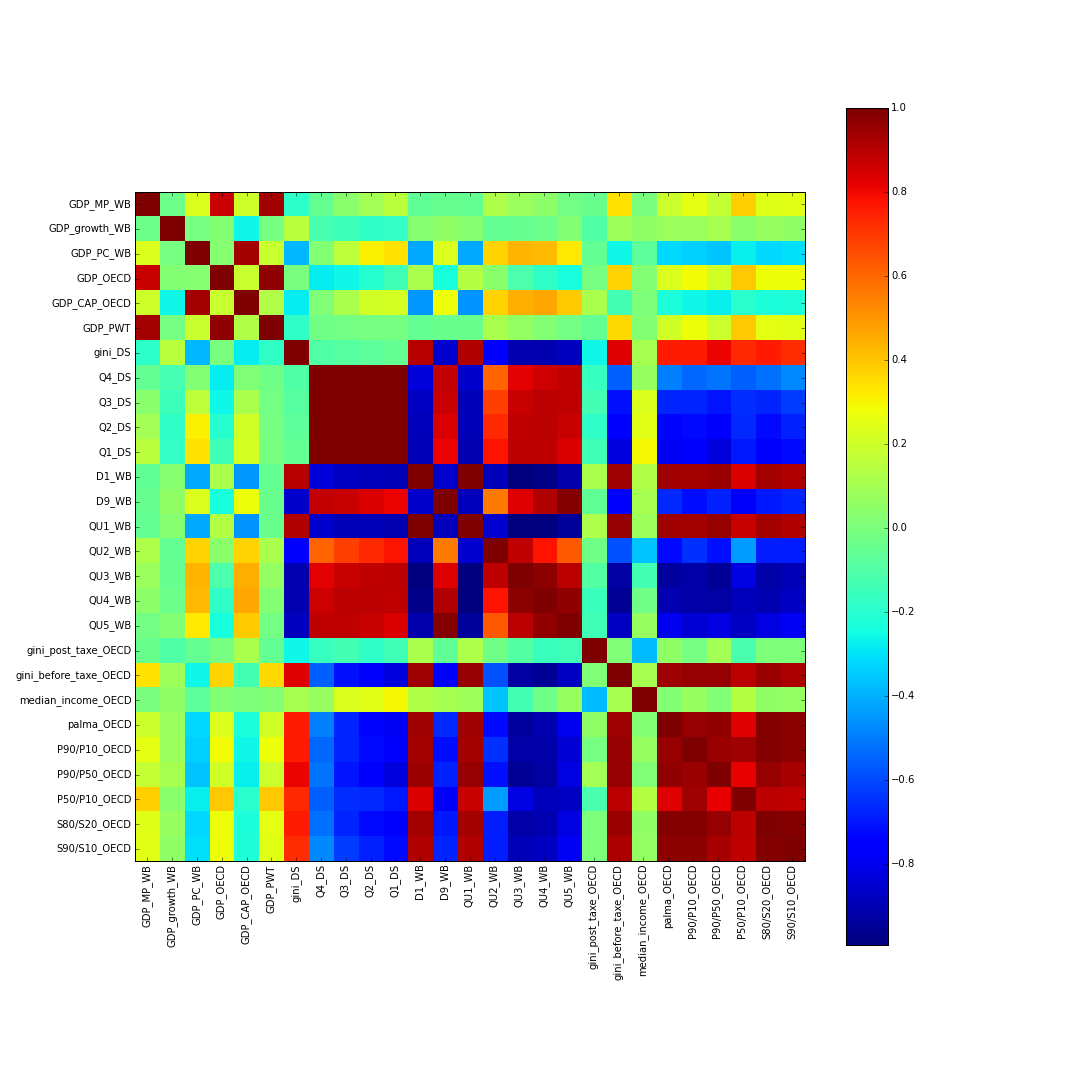 1.0
0.8
0.6
0.4
0.2
0.0
−0.2
−0.4
−0.6
−0.8
GDP_MP_WB
GDP_growth_WB
GDP_PC_WB
GDP_OECD
GDP_CAP_OECD
GDP_PWT
gini_DS
Q4_DS
Q3_DS
Q2_DS
Q1_DS
D1_WB
D9_WB
QU1_WB
QU2_WB
QU3_WB
QU4_WB
QU5_WB
gini_post_taxe_OECD
gini_before_taxe_OECD
median_income_OECD
palma_OECD
P90/P10_OECD
P90/P50_OECD
P50/P10_OECD
S80/S20_OECD
S90/S10_OECD
GDP_MP_WB
GDP_growth_WB
GDP_PC_WB
GDP_OECD
GDP_CAP_OECD
GDP_PWT
gini_DS
Q4_DS
Q3_DS
Q2_DS
Q1_DS
D1_WB
D9_WB
QU1_WB
QU2_WB
QU3_WB
QU4_WB
QU5_WB
gini_post_taxe_OECD
gini_before_taxe_OECD
median_income_OECD
palma_OECD
P90/P10_OECD
P90/P50_OECD
P50/P10_OECD
S80/S20_OECD
S90/S10_OECD